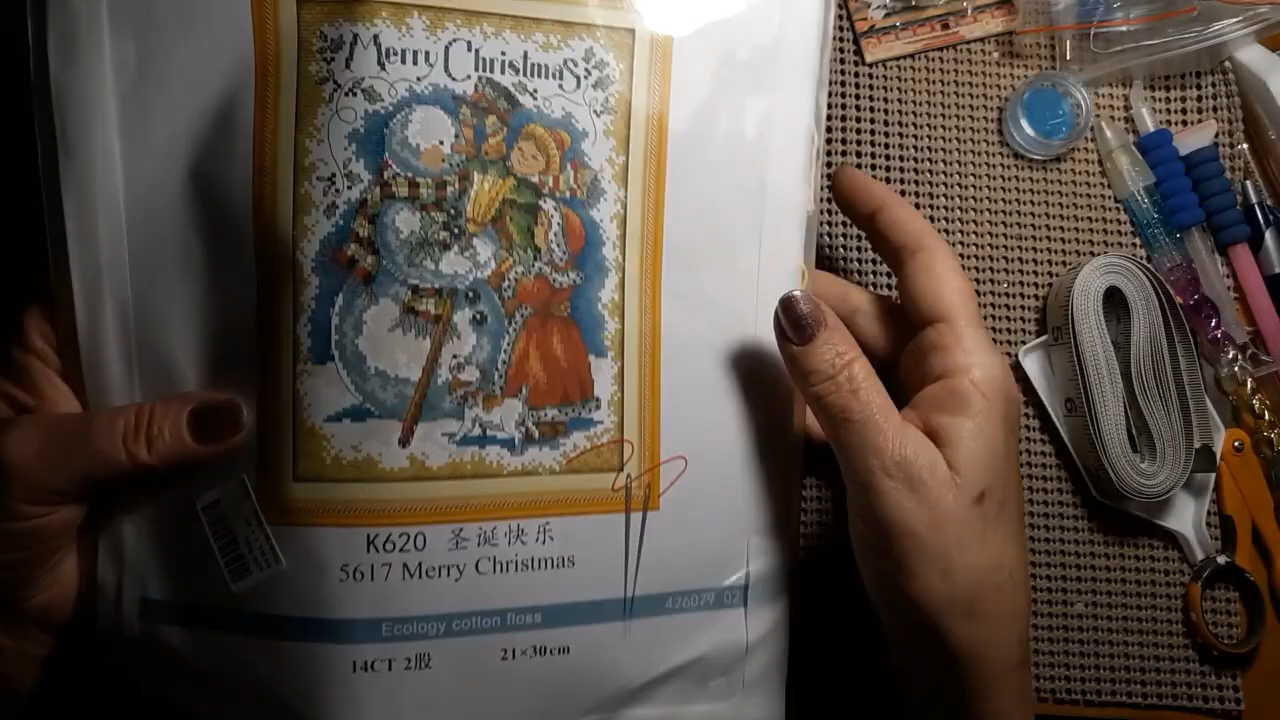 Merry Christmas
K620 圣诞快乐
5617 Merry Christmas
426079 02
Ecology cotton floss
14CT 2股
21×30cm